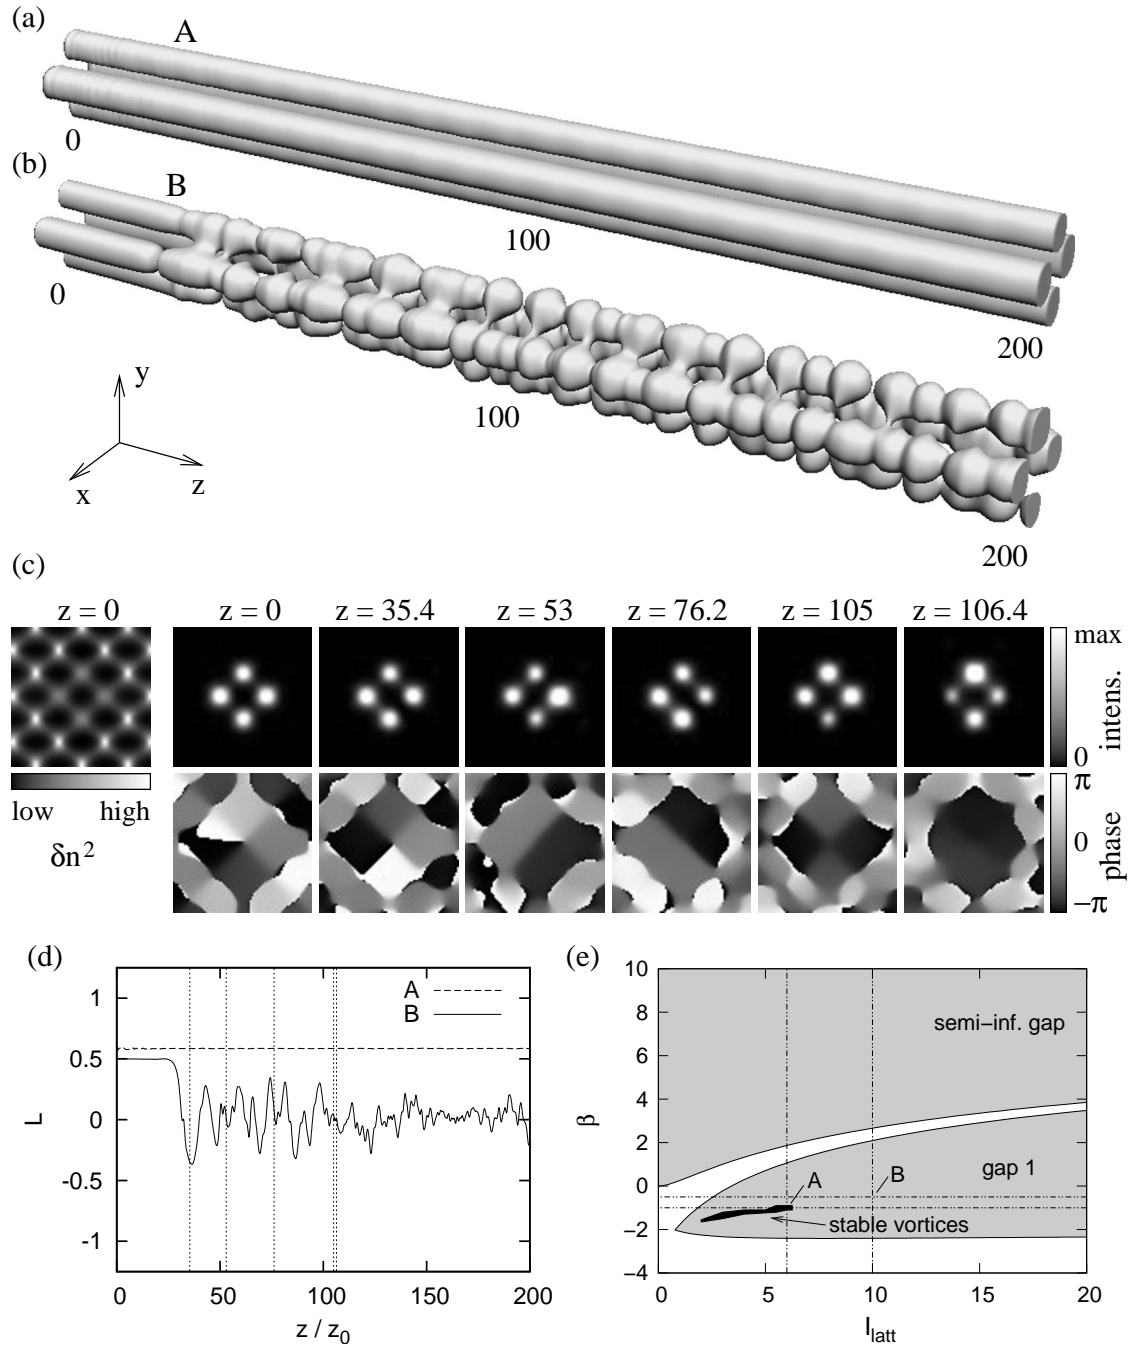 (a)
A
0
100
200
(b)
B
0
100
200
y
x
z
(c)
z = 0 z = 0 z = 35.4 z = 53 z = 76.2 z = 105 z = 106.4
max
0
intens.
low high
δn²
π
0
−π
phase
(d)
A
B
1
0.5
0
-0.5
-1
L
0 50 100 150 200
z / z₀
(e)
10
8
6
4
2
0
−2
−4
β
semi−inf. gap
gap 1
A
B
stable vortices
0 5 10 15 20
I_latt